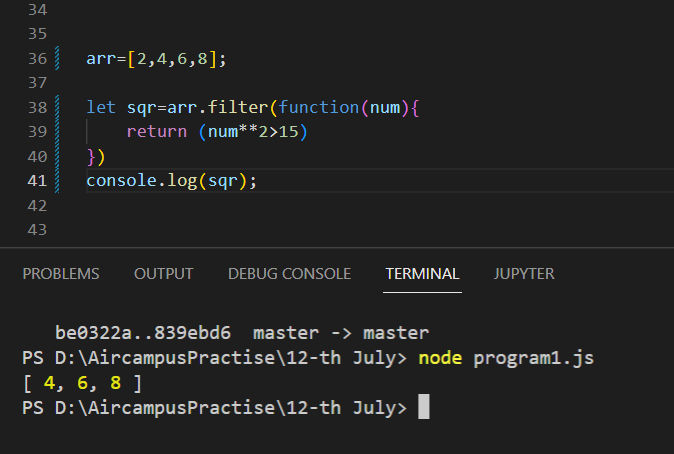 34
35
36 arr=[2,4,6,8];
37
38 let sqr=arr.filter(function(num){
39 return (num**2>15)
40 })
41 console.log(sqr);
42
43
PROBLEMS OUTPUT DEBUG CONSOLE TERMINAL JUPYTER
be0322a..839ebd6 master -> master
PS D:\AircampusPractise\12-th July> node program1.js
[ 4, 6, 8 ]
PS D:\AircampusPractise\12-th July>